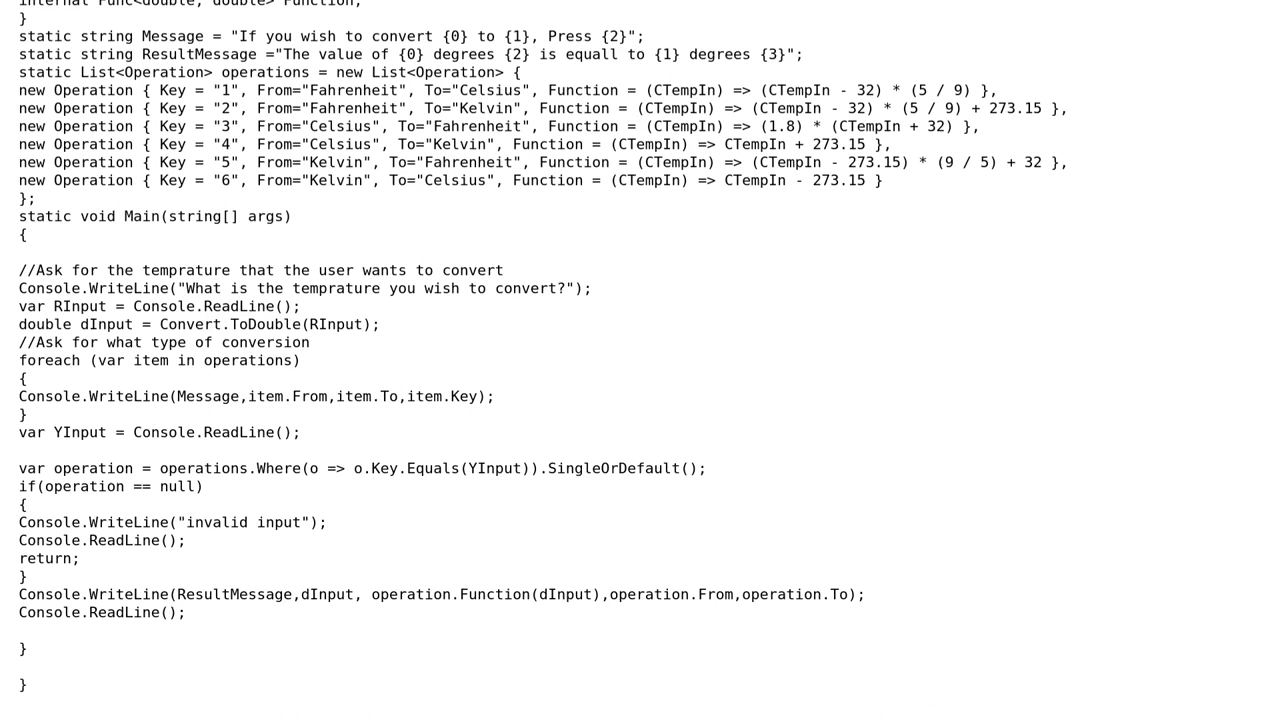 internal Func<double, double> Function;
}
static string Message = "If you wish to convert {0} to {1}, Press {2}";
static string ResultMessage ="The value of {0} degrees {2} is equall to {1} degrees {3}";
static List<Operation> operations = new List<Operation> {
new Operation { Key = "1", From="Fahrenheit", To="Celsius", Function = (CTempIn) => (CTempIn - 32) * (5 / 9) },
new Operation { Key = "2", From="Fahrenheit", To="Kelvin", Function = (CTempIn) => (CTempIn - 32) * (5 / 9) + 273.15 },
new Operation { Key = "3", From="Celsius", To="Fahrenheit", Function = (CTempIn) => (1.8) * (CTempIn + 32) },
new Operation { Key = "4", From="Celsius", To="Kelvin", Function = (CTempIn) => CTempIn + 273.15 },
new Operation { Key = "5", From="Kelvin", To="Fahrenheit", Function = (CTempIn) => (CTempIn - 273.15) * (9 / 5) + 32 },
new Operation { Key = "6", From="Kelvin", To="Celsius", Function = (CTempIn) => CTempIn - 273.15 }
};
static void Main(string[] args)
{
//Ask for the temprature that the user wants to convert
Console.WriteLine("What is the temprature you wish to convert?");
var RInput = Console.ReadLine();
double dInput = Convert.ToDouble(RInput);
//Ask for what type of conversion
foreach (var item in operations)
{
Console.WriteLine(Message,item.From,item.To,item.Key);
}
var YInput = Console.ReadLine();
var operation = operations.Where(o => o.Key.Equals(YInput)).SingleOrDefault();
if(operation == null)
{
Console.WriteLine("invalid input");
Console.ReadLine();
return;
}
Console.WriteLine(ResultMessage,dInput, operation.Function(dInput),operation.From,operation.To);
Console.ReadLine();
}
}